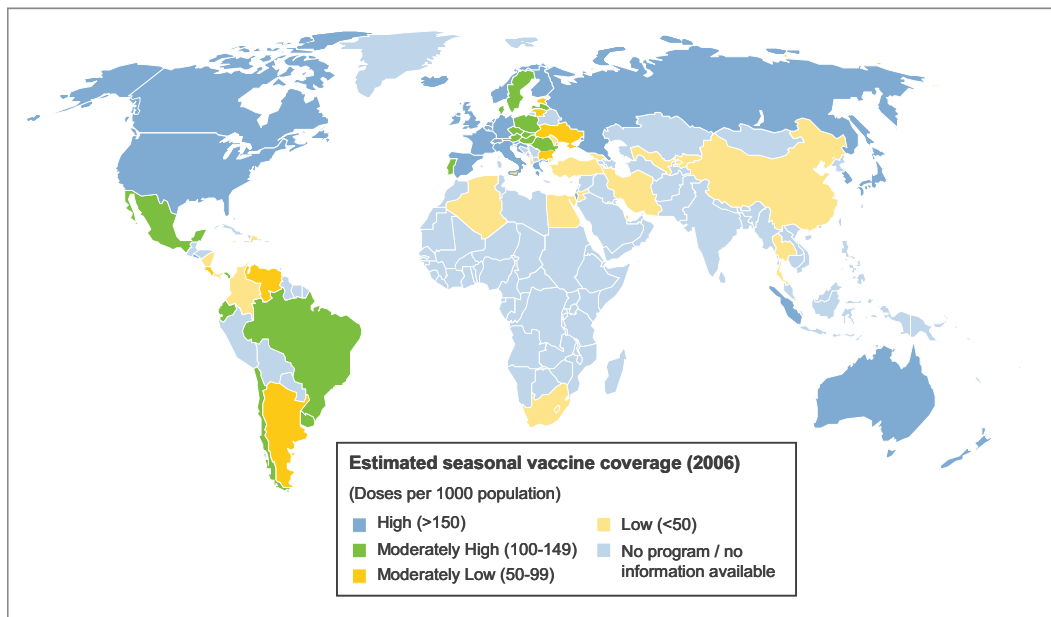 Estimated seasonal vaccine coverage (2006)
(Doses per 1000 population)
High (>150)
Moderately High (100-149)
Moderately Low (50-99)
Low (<50)
No program / no
information available